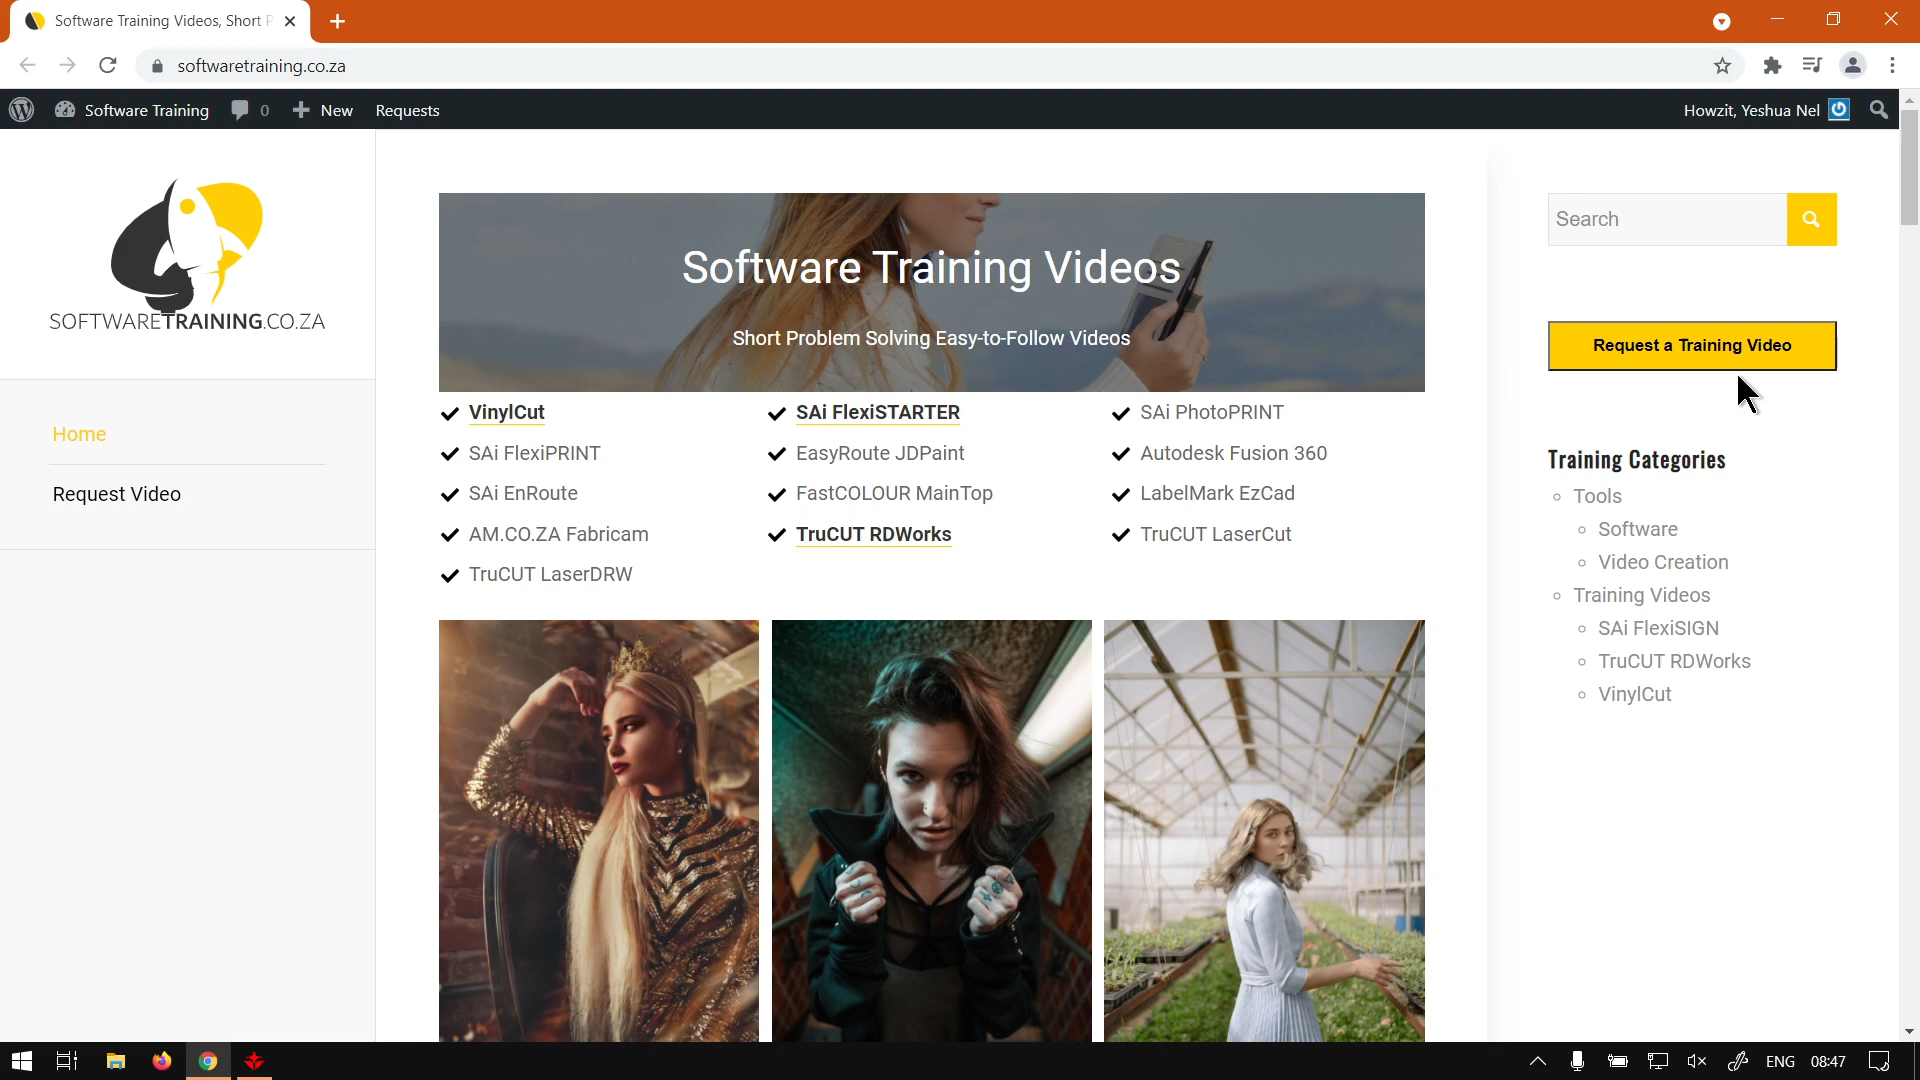 Software Training Videos, Short P
softwaretraining.co.za
Software Training 0 New Requests
Howzit, Yeshua Nel
SOFTWARETRAINING.CO.ZA
Home
Request Video
Software Training Videos
Short Problem Solving Easy-to-Follow Videos
VinylCut SAi FlexiSTARTER SAi PhotoPRINT
SAi FlexiPRINT EasyRoute JDPaint Autodesk Fusion 360
SAi EnRoute FastCOLOUR MainTop LabelMark EzCad
AM.CO.ZA Fabricam TruCUT RDWorks TruCUT LaserCut
TruCUT LaserDRW
Search
Request a Training Video
Training Categories
Tools
Software
Video Creation
Training Videos
SAi FlexiSIGN
TruCUT RDWorks
VinylCut
ENG 08:47